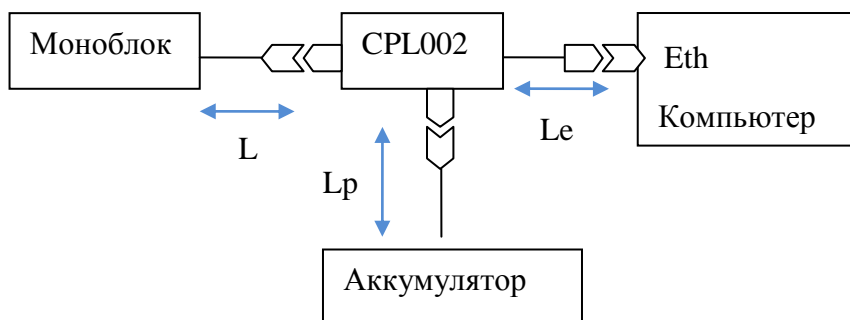 Моноблок
CPL002
Eth
Компьютер
L
Le
Lp
Аккумулятор